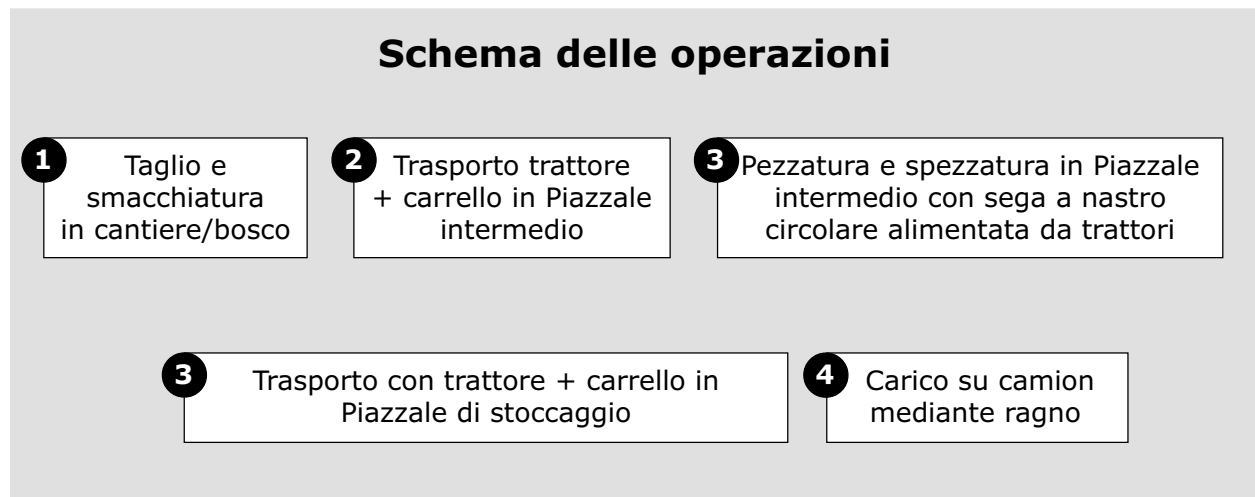 Schema delle operazioni
1
Taglio e
smacchiatura
in cantiere/bosco
2
Trasporto trattore
+ carrello in Piazzale
intermedio
3
Pezzatura e spezzatura in Piazzale
intermedio con sega a nastro
circolare alimentata da trattori
3
Trasporto con trattore + carrello in
Piazzale di stoccaggio
4
Carico su camion
mediante ragno